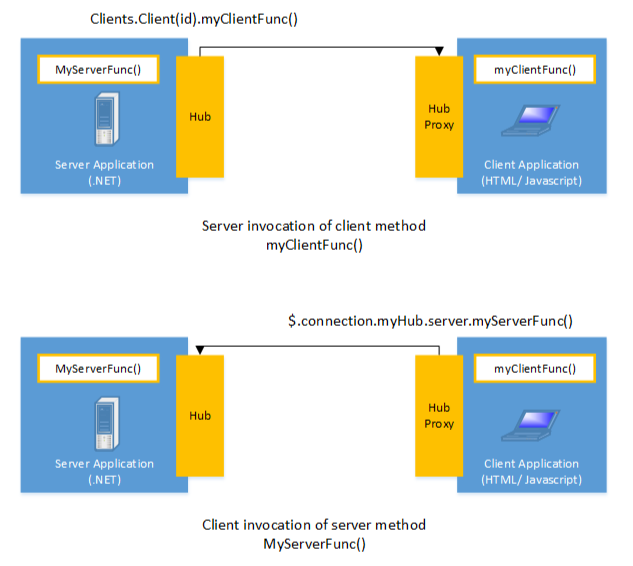 Clients.Client(id).myClientFunc()
MyServerFunc()
Hub
Server Application
(.NET)
Hub
Proxy
myClientFunc()
Client Application
(HTML/ Javascript)
Server invocation of client method
myClientFunc()
$.connection.myHub.server.myServerFunc()
MyServerFunc()
Hub
Server Application
(.NET)
Hub
Proxy
myClientFunc()
Client Application
(HTML/ Javascript)
Client invocation of server method
MyServerFunc()